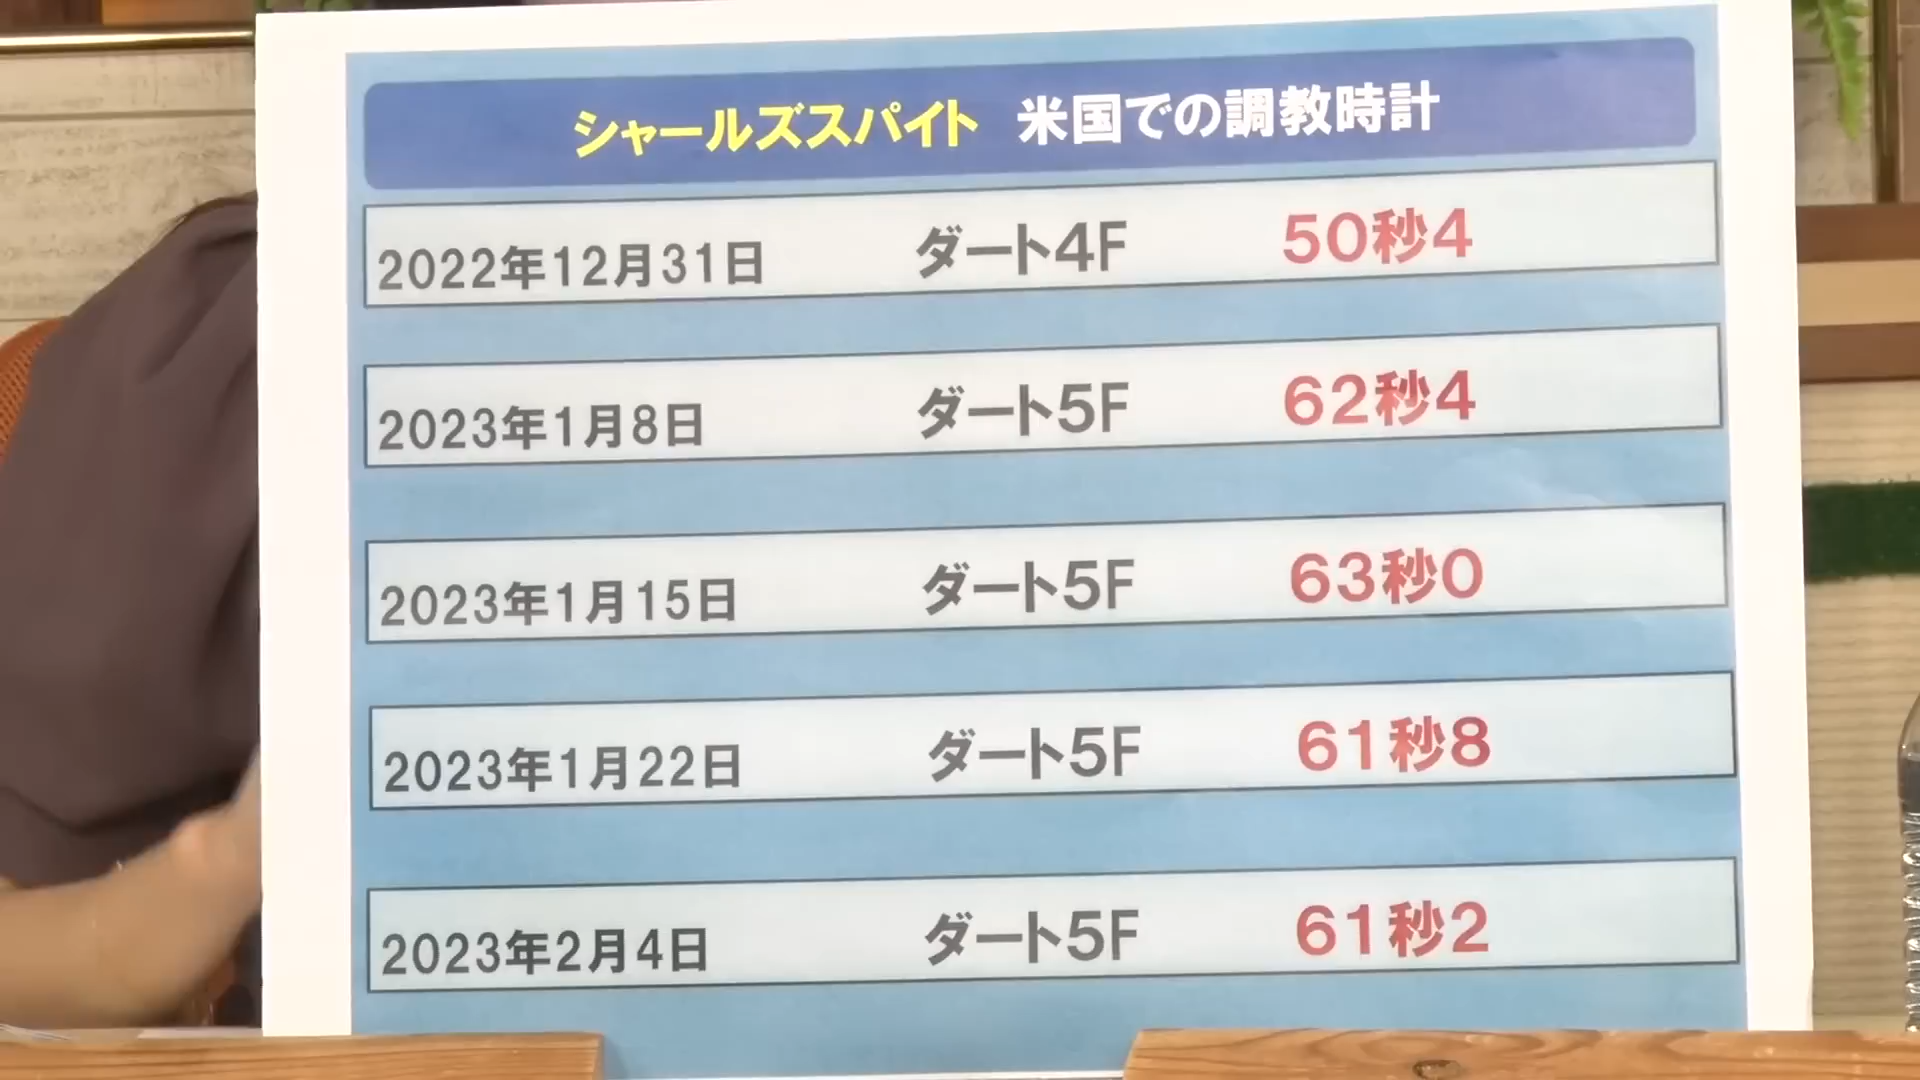 シャールズスパイト 米国での調教時計
2022年12月31日 ダート4F 50秒4
2023年1月8日 ダート5F 62秒4
2023年1月15日 ダート5F 63秒0
2023年1月22日 ダート5F 61秒8
2023年2月4日 ダート5F 61秒2